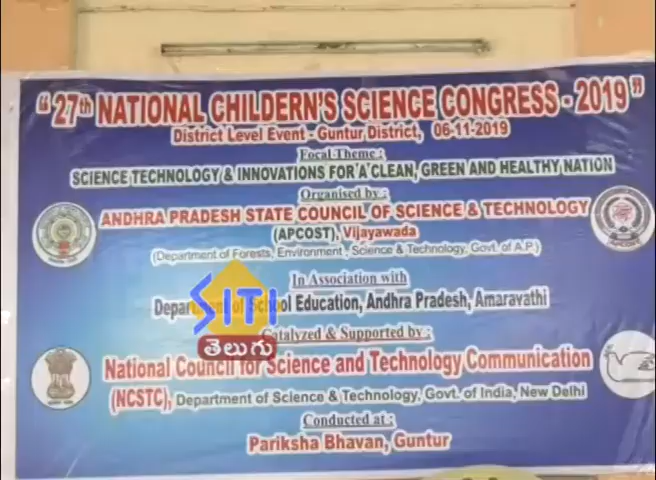 "27th NATIONAL CHILDERN'S SCIENCE CONGRESS - 2019"
District Level Event - Guntur District, 06-11-2019
Focal Theme :
SCIENCE TECHNOLOGY & INNOVATIONS FOR A CLEAN, GREEN AND HEALTHY NATION
Organised by :
ANDHRA PRADESH STATE COUNCIL OF SCIENCE & TECHNOLOGY
(APCOST), Vijayawada
(Department of Forests, Environment, Science & Technology, Govt. of A.P.)
In Association with
Department of School Education, Andhra Pradesh, Amaravathi
SITI
తెలుగు
Catalyzed & Supported by :
National Council for Science and Technology Communication
(NCSTC), Department of Science & Technology, Govt. of India, New Delhi
Conducted at :
Pariksha Bhavan, Guntur